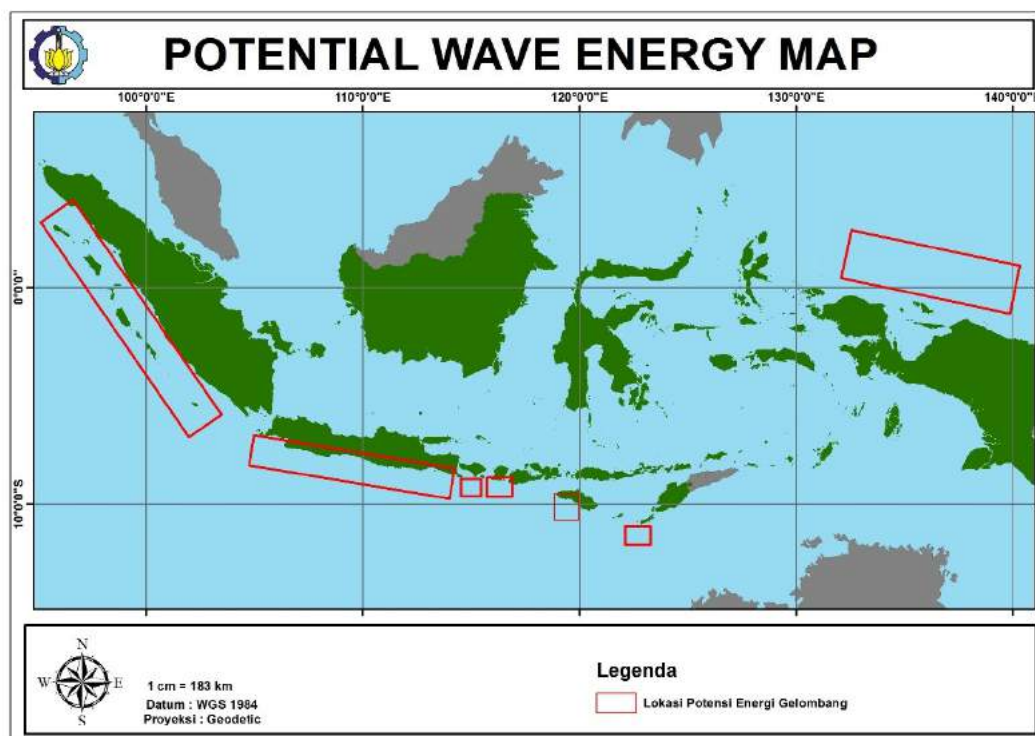 POTENTIAL WAVE ENERGY MAP
100°0'0"E 110°0'0"E 120°0'0"E 130°0'0"E 140°0'0"E
0°0'0"
10°0'0"S
N
W E
S
1 cm = 183 km
Datum : WGS 1984
Proyeksi : Geodetic
Legenda
Lokasi Potensi Energi Gelombang